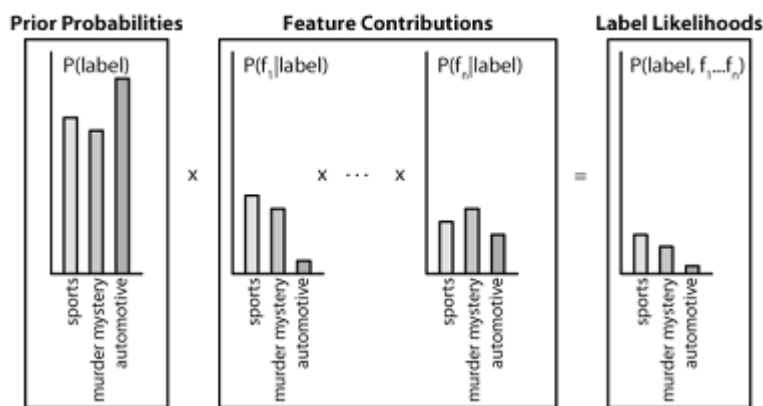 Prior Probabilities
Feature Contributions
Label Likelihoods
P(label)
P(f₁|label)
P(fₙ|label)
P(label, f₁...fₙ)
x
x ... x
=
sports
murder mystery
automotive
sports
murder mystery
automotive
sports
murder mystery
automotive
sports
murder mystery
automotive